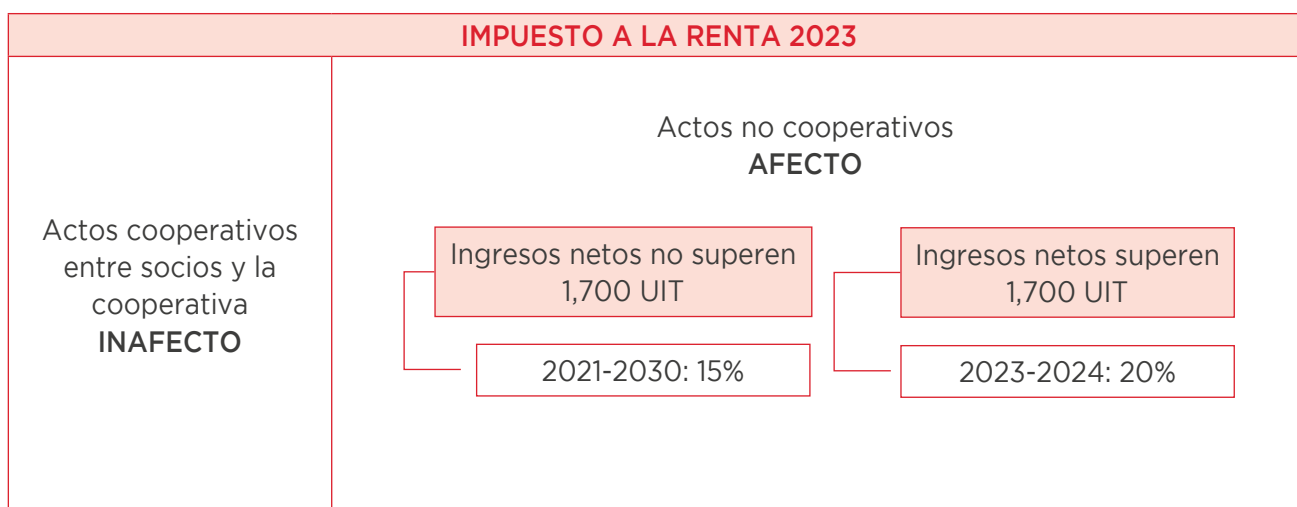 IMPUESTO A LA RENTA 2023
Actos cooperativos
entre socios y la
cooperativa
INAFECTO
Actos no cooperativos
AFECTO
Ingresos netos no superen
1,700 UIT
2021-2030: 15%
Ingresos netos superen
1,700 UIT
2023-2024: 20%